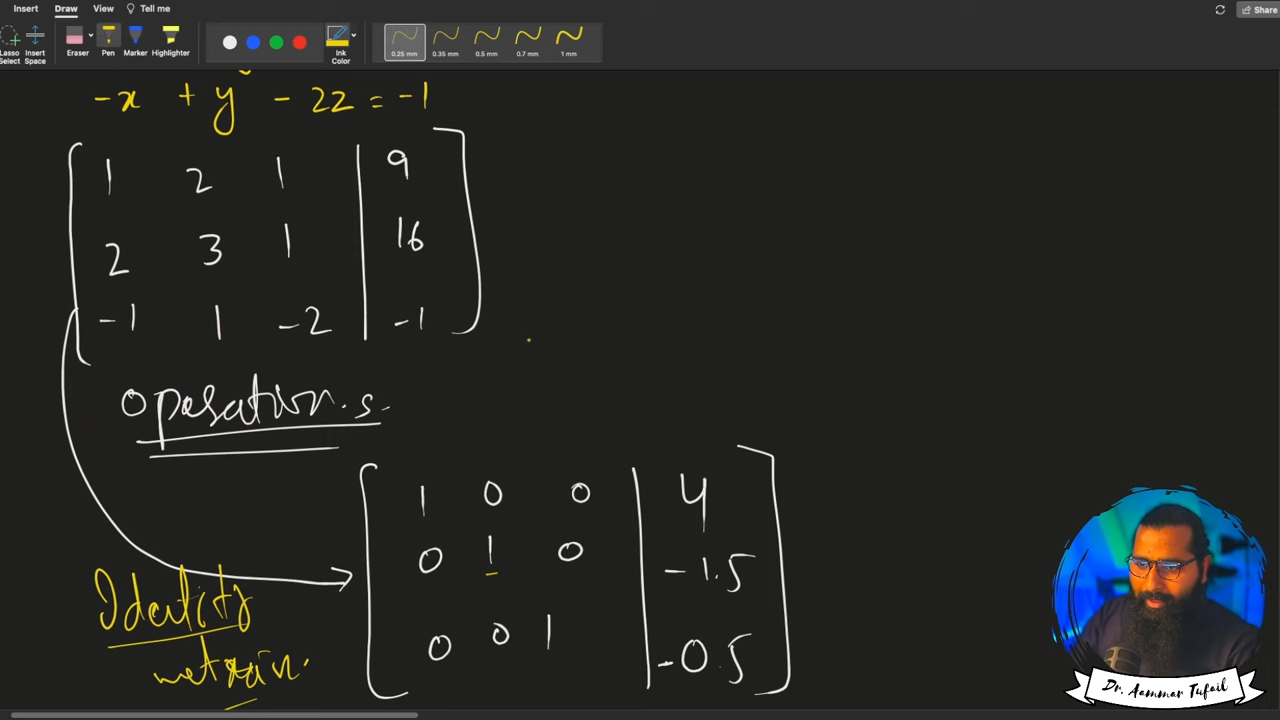 Insert Draw View Tell me
Share
Lasso Select
Insert Space
Eraser
Pen
Marker
Highlighter
Ink Color
0.25 mm 0.35 mm 0.5 mm 0.7 mm 1 mm
-x + y - 2z = -1
1 2 1 | 9
2 3 1 | 16
-1 1 -2 | -1
operations.
1 0 0 | 4
0 1 0 | -1.5
0 0 1 | -0.5
Identity
matrix.
Dr. Aammar Tufail